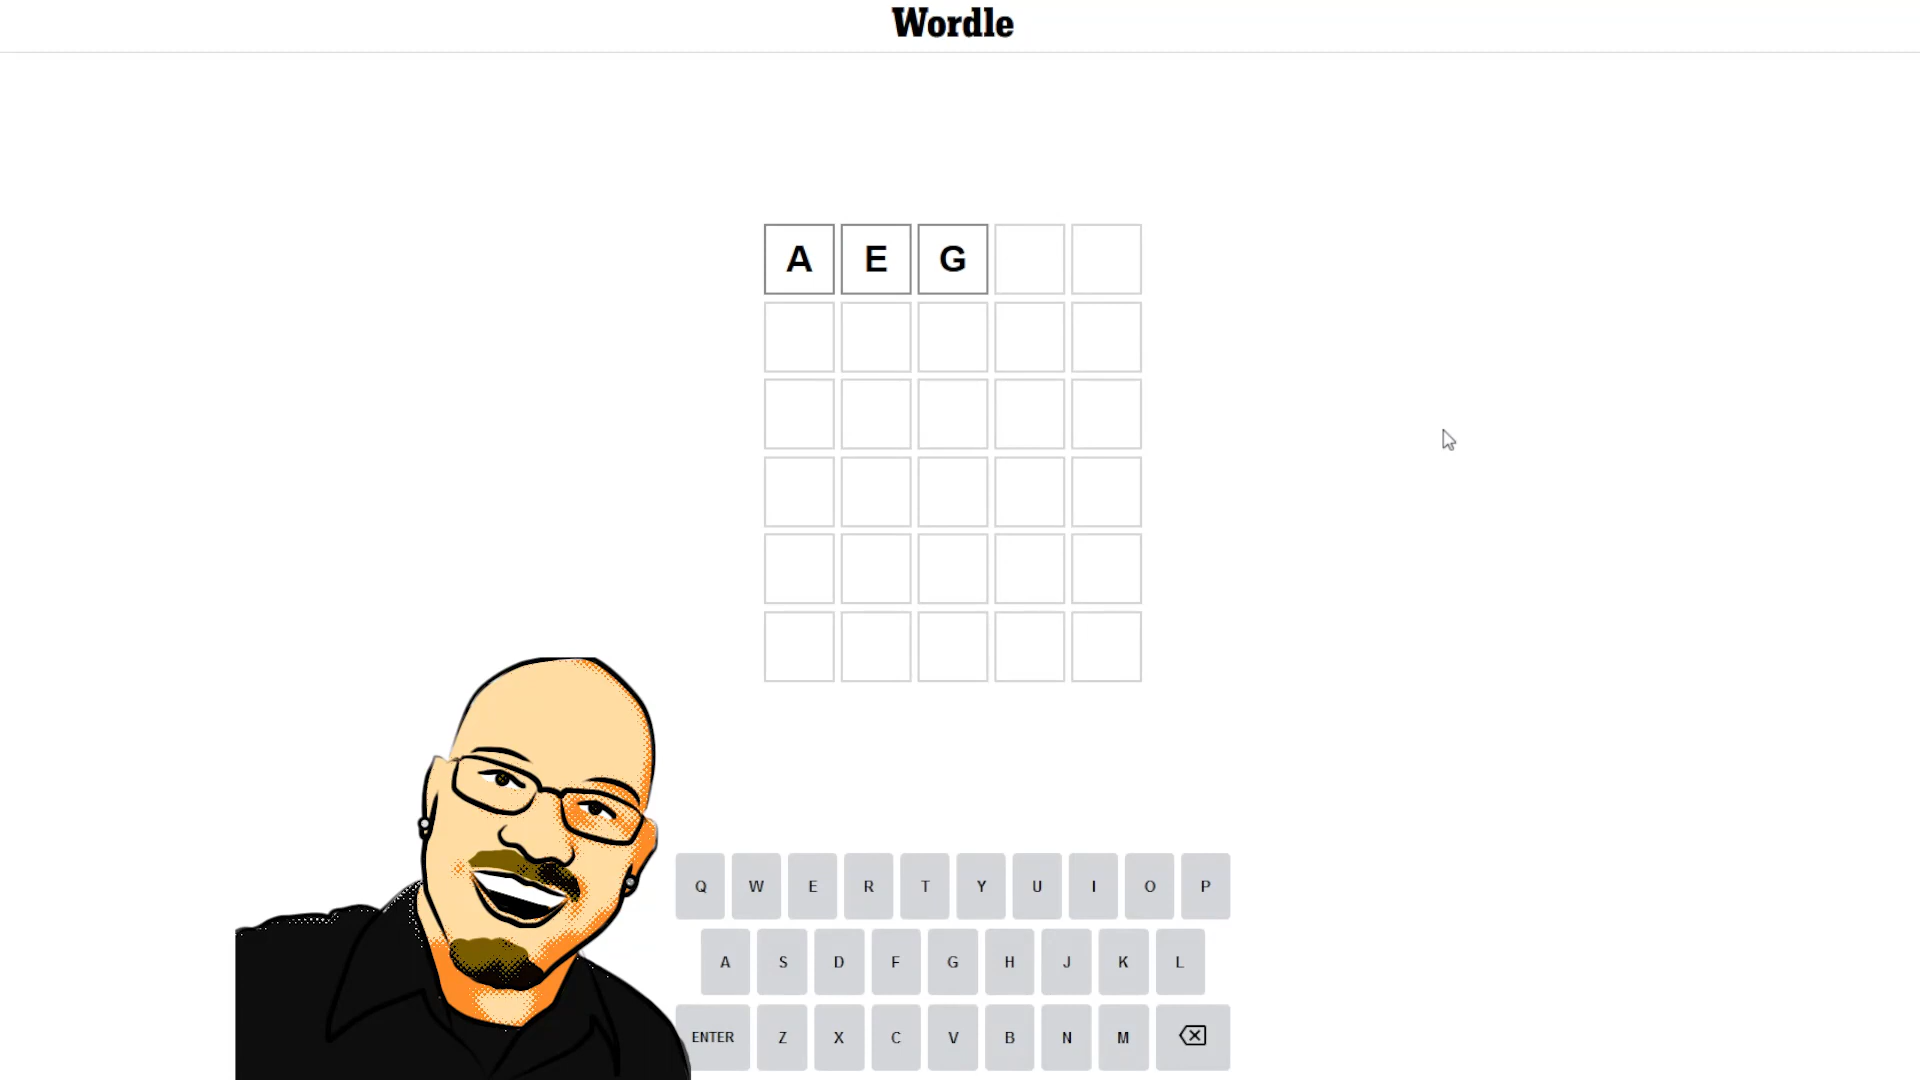 Wordle
A E G
Q W E R T Y U I O P
A S D F G H J K L
ENTER Z X C V B N M